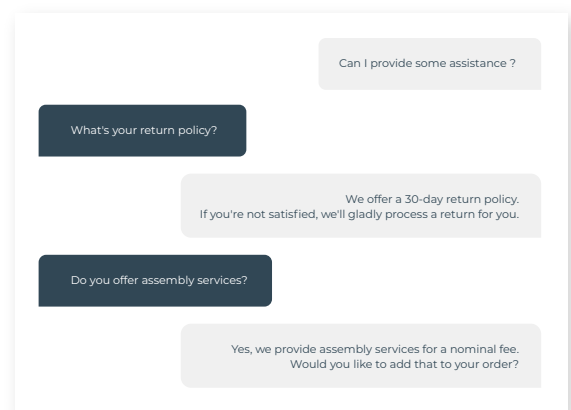 Can I provide some assistance ?
What's your return policy?
We offer a 30-day return policy.
If you're not satisfied, we'll gladly process a return for you.
Do you offer assembly services?
Yes, we provide assembly services for a nominal fee.
Would you like to add that to your order?